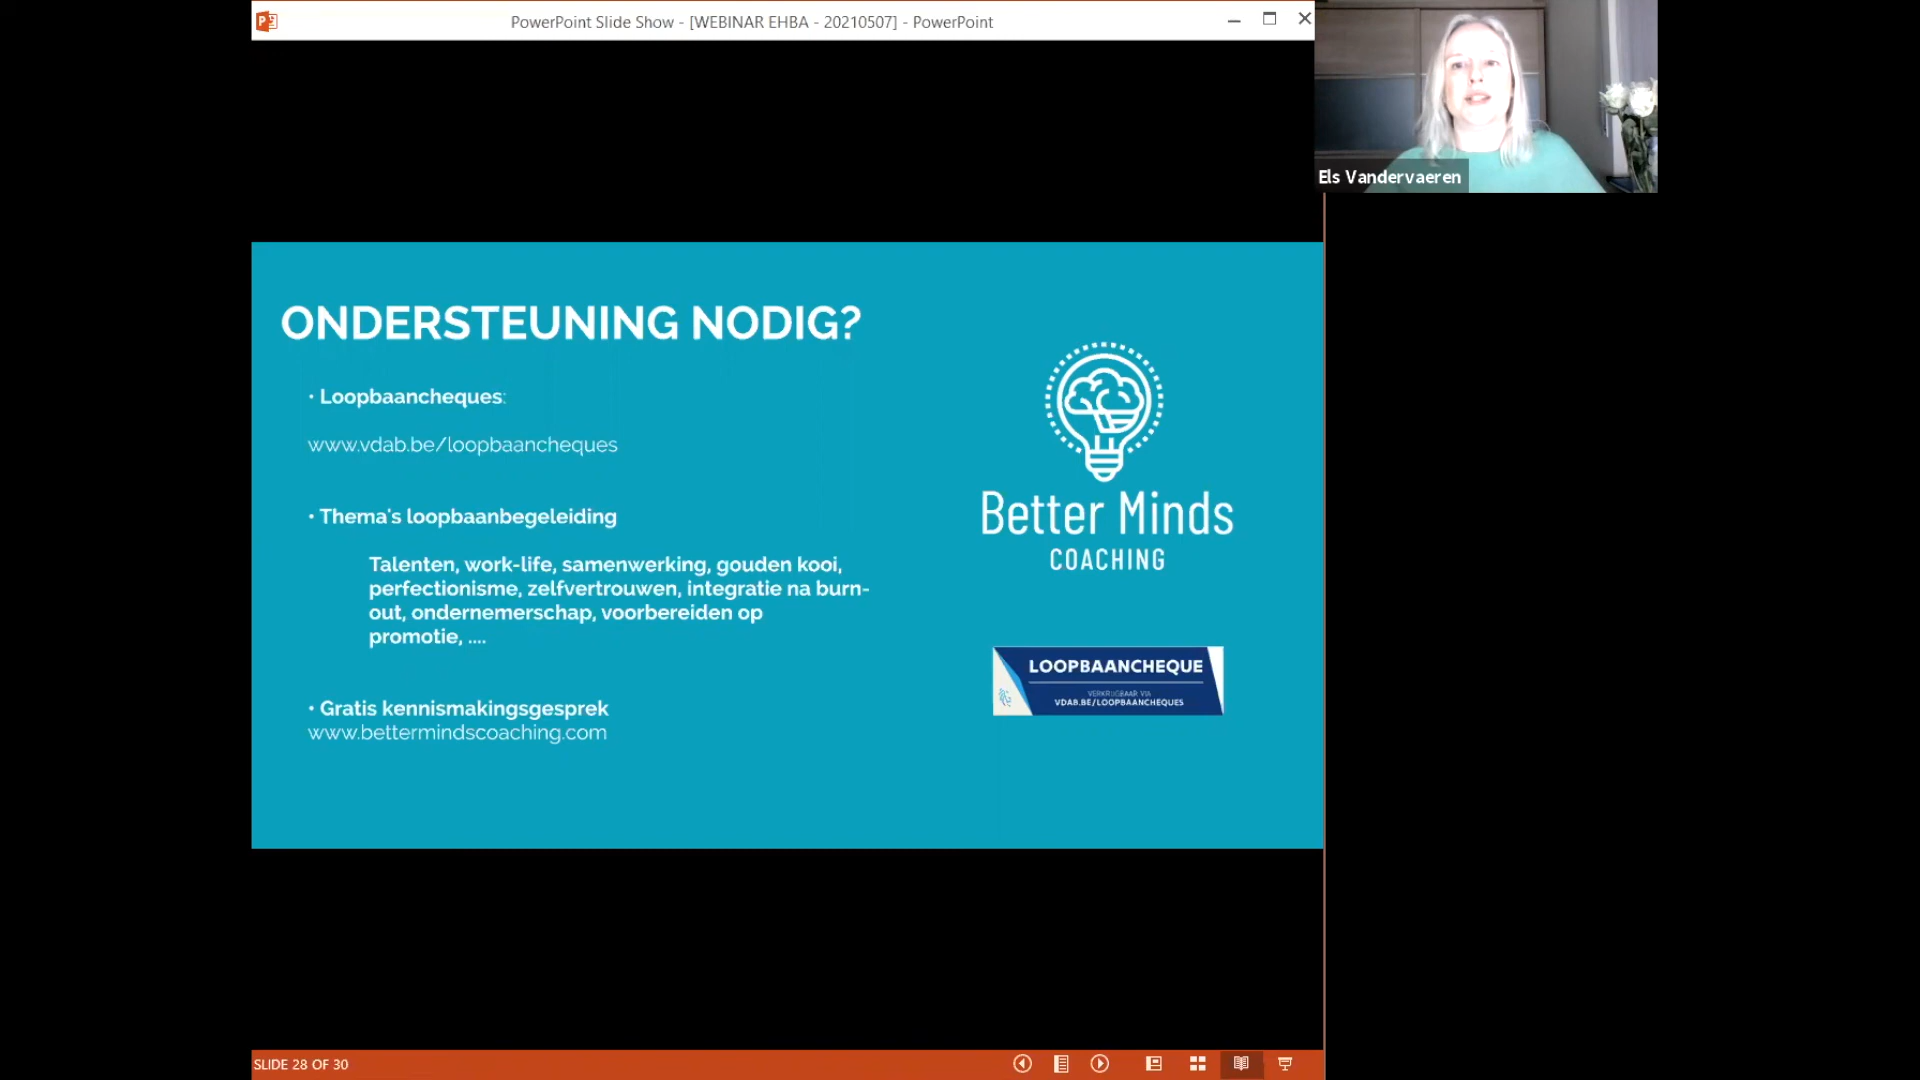 PowerPoint Slide Show - [WEBINAR EHBA - 20210507] - PowerPoint
Els Vandervaeren
ONDERSTEUNING NODIG?
• Loopbaancheques:
www.vdab.be/loopbaancheques
• Thema's loopbaanbegeleiding
Talenten, work-life, samenwerking, gouden kooi,
perfectionisme, zelfvertrouwen, integratie na burn-
out, ondernemerschap, voorbereiden op
promotie, ....
• Gratis kennismakingsgesprek
www.bettermindscoaching.com
Better Minds
COACHING
LOOPBAANCHEQUE
VERKRIJGBAAR VIA
VDAB.BE/LOOPBAANCHEQUES
SLIDE 28 OF 30